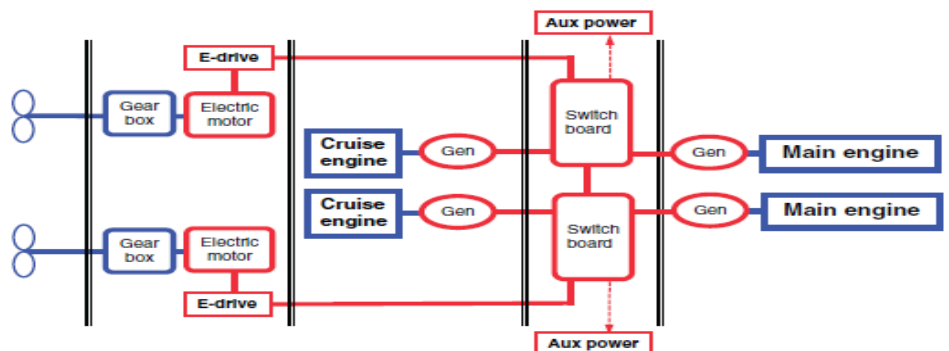 Aux power
E-drive
Gear
box
Electric
motor
Switch
board
Cruise
engine
Gen
Gen
Main engine
Cruise
engine
Gen
Gen
Main engine
Switch
board
Gear
box
Electric
motor
E-drive
Aux power